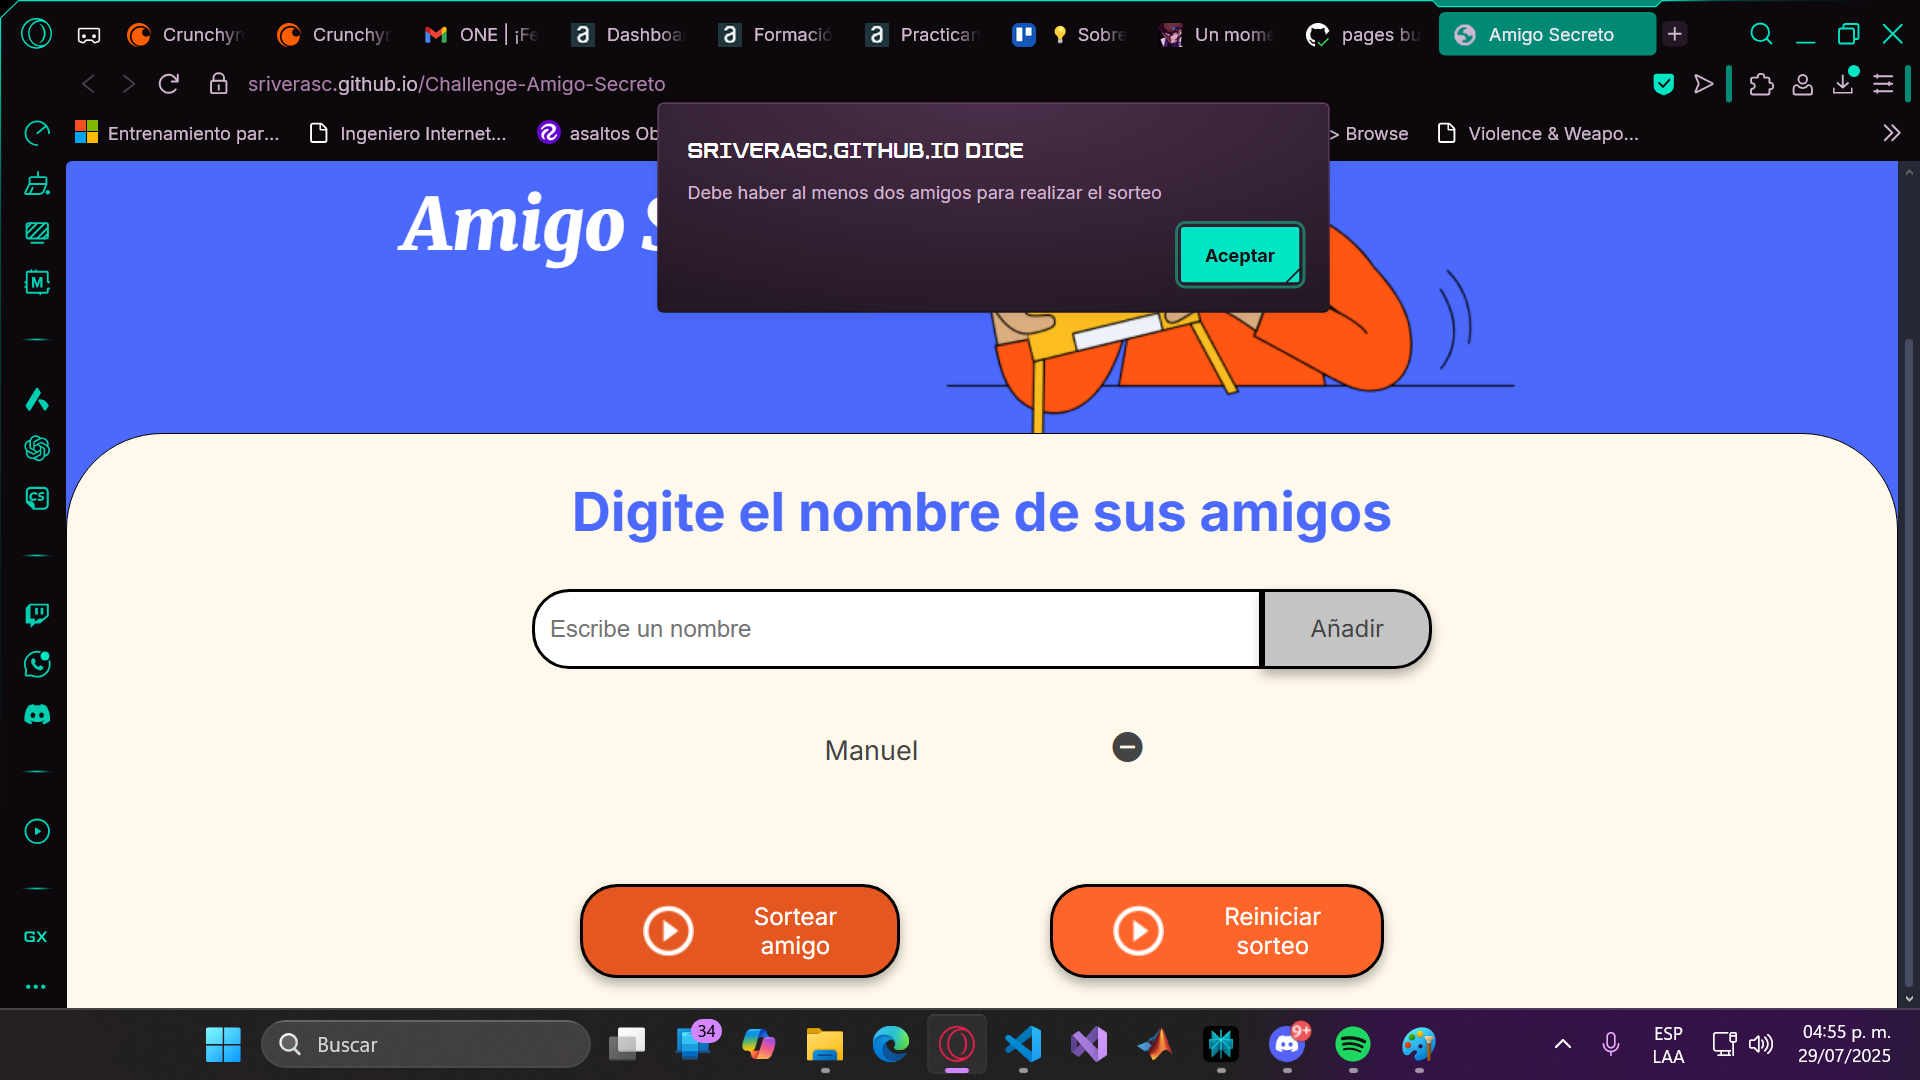 Crunchyr
Crunchyr
ONE | ¡Fe
Dashboa
Formació
Practican
Sobre
Un mome
pages bu
Amigo Secreto
sriverasc.github.io/Challenge-Amigo-Secreto
Entrenamiento par...
Ingeniero Internet...
asaltos Ob
> Browse
Violence & Weapo...
SRIVERASC.GITHUB.IO DICE
Debe haber al menos dos amigos para realizar el sorteo
Aceptar
Amigo S
Digite el nombre de sus amigos
Escribe un nombre
Añadir
Manuel
Sortear
amigo
Reiniciar
sorteo
M
CS
GX
Buscar
34
9+
ESP
LAA
04:55 p. m.
29/07/2025